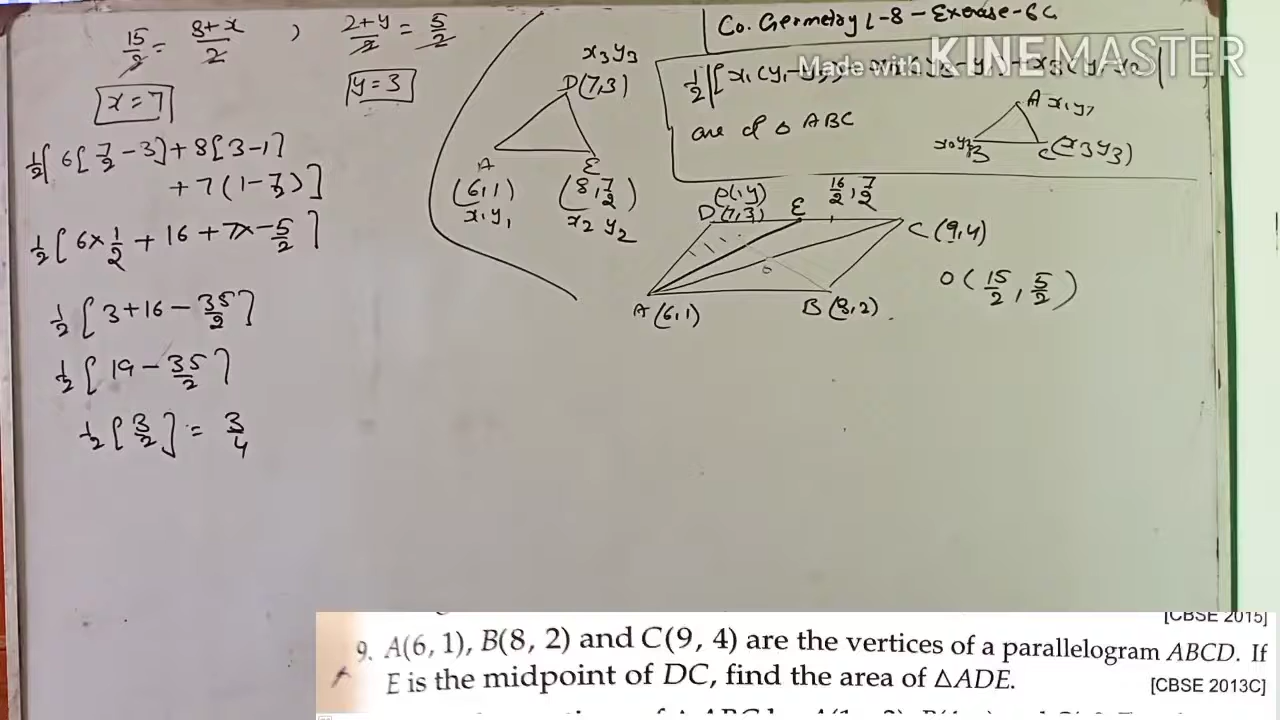 15/2 = 8+x/2 , 2+y/2 = 5/2
x = 7
y = 3
½[6[7/2-3]+8[3-1]
+7(1-7/2)]
½[6×½+16+7×-5/2]
½[3+16-35/2]
½[19-35/2]
½[3/2] = 3/4
x3y3
D(7,3)
A
E
(6,1)
(8,7/2)
x1y1
x2 y2
Co. Germetory L-8-Exercise-6C
Made with KINEMASTER
½|[x1(y1-
are of △ ABC
A x1y1
B
C(x3y3)
D(7,3)
E
16/2, 7/2
C(9,4)
O
O(15/2, 5/2)
A(6,1)
B(8,2).
[CBSE 2015]
9. A(6, 1), B(8, 2) and C(9, 4) are the vertices of a parallelogram ABCD. If
E is the midpoint of DC, find the area of △ADE.
[CBSE 2013C]